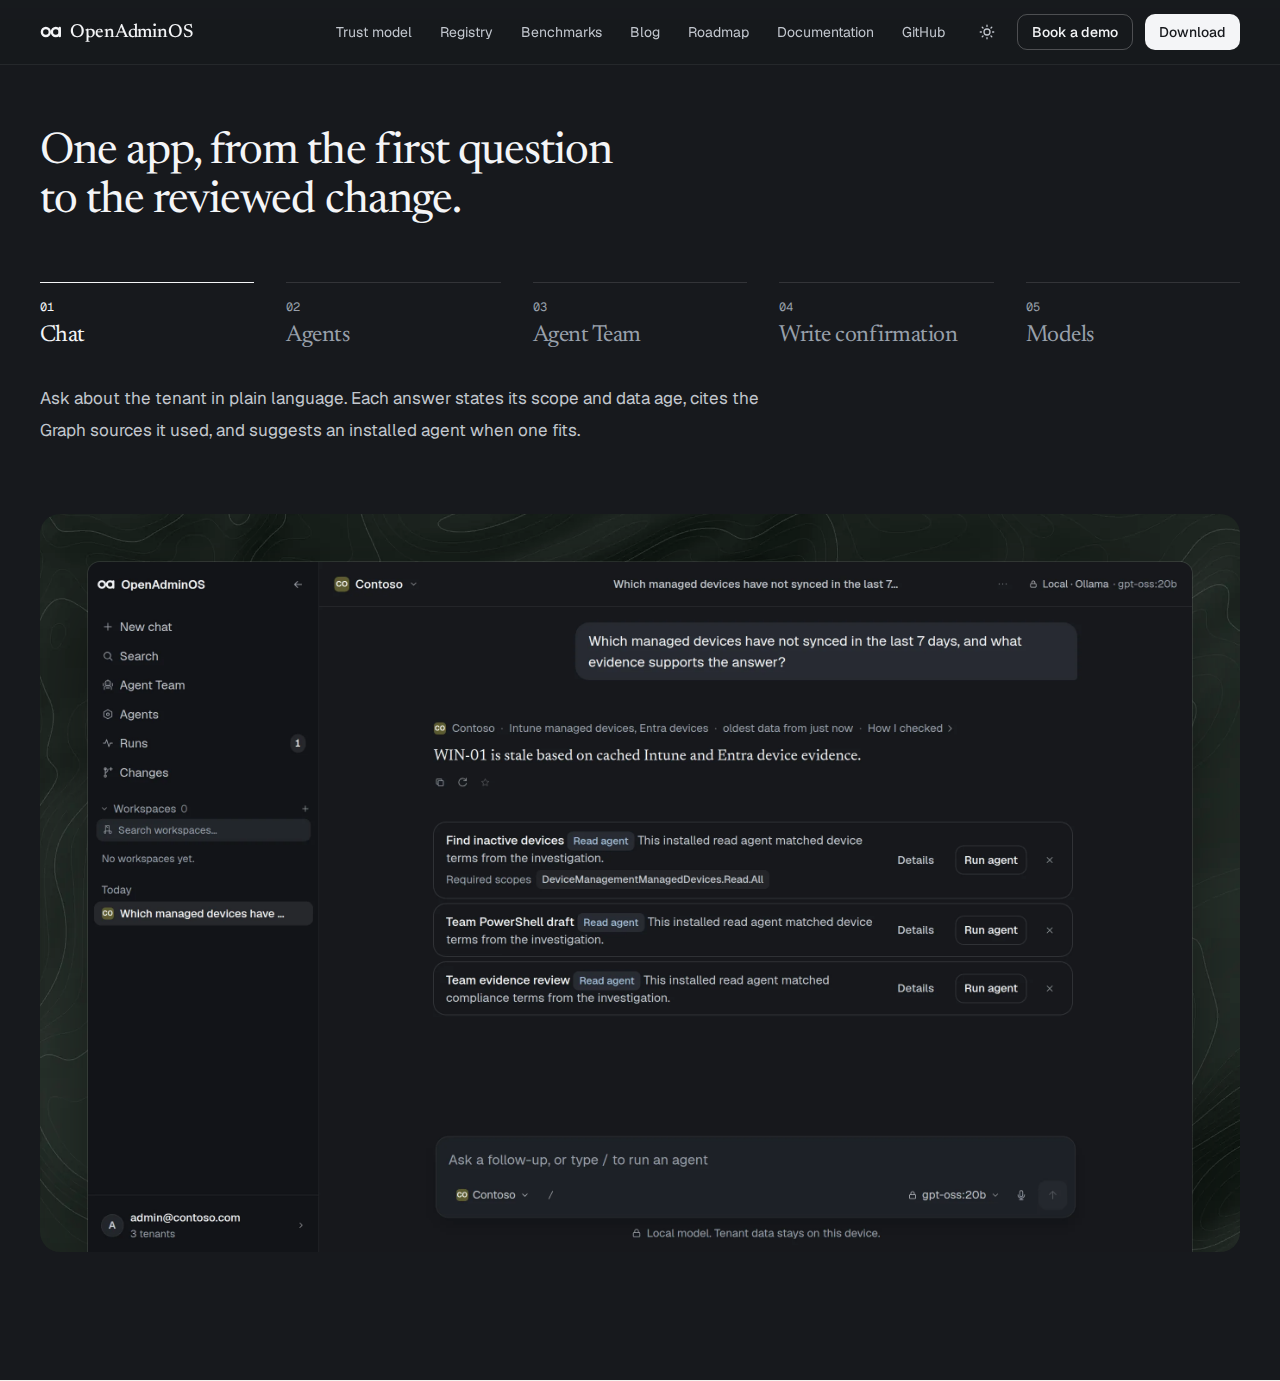 OpenAdminOS
Trust model
Registry
Benchmarks
Blog
Roadmap
Documentation
GitHub
Book a demo
Download
One app, from the first question
to the reviewed change.
01
Chat
02
Agents
03
Agent Team
04
Write confirmation
05
Models
Ask about the tenant in plain language. Each answer states its scope and data age, cites the
Graph sources it used, and suggests an installed agent when one fits.
OpenAdminOS
New chat
Search
Agent Team
Agents
Runs 1
Changes
Workspaces 0
Search workspaces...
No workspaces yet.
Today
CO Which managed devices have ...
A
admin@contoso.com
3 tenants
CO Contoso
Which managed devices have not synced in the last 7...
Local · Ollama · gpt-oss:20b
Which managed devices have not synced in the last 7 days, and what
evidence supports the answer?
CO Contoso · Intune managed devices, Entra devices · oldest data from just now · How I checked
WIN-01 is stale based on cached Intune and Entra device evidence.
Find inactive devices Read agent This installed read agent matched device
terms from the investigation.
Required scopes DeviceManagementManagedDevices.Read.All
Details
Run agent
Team PowerShell draft Read agent This installed read agent matched device
terms from the investigation.
Details
Run agent
Team evidence review Read agent This installed read agent matched
compliance terms from the investigation.
Details
Run agent
Ask a follow-up, or type / to run an agent
CO Contoso
/
gpt-oss:20b
Local model. Tenant data stays on this device.